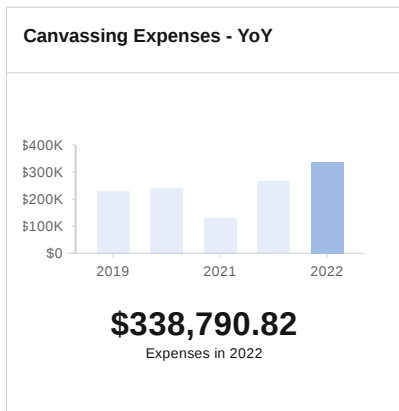 Canvassing Expenses - YoY
$400K
$300K
$200K
$100K
$0
2019 2021 2022
$338,790.82
Expenses in 2022